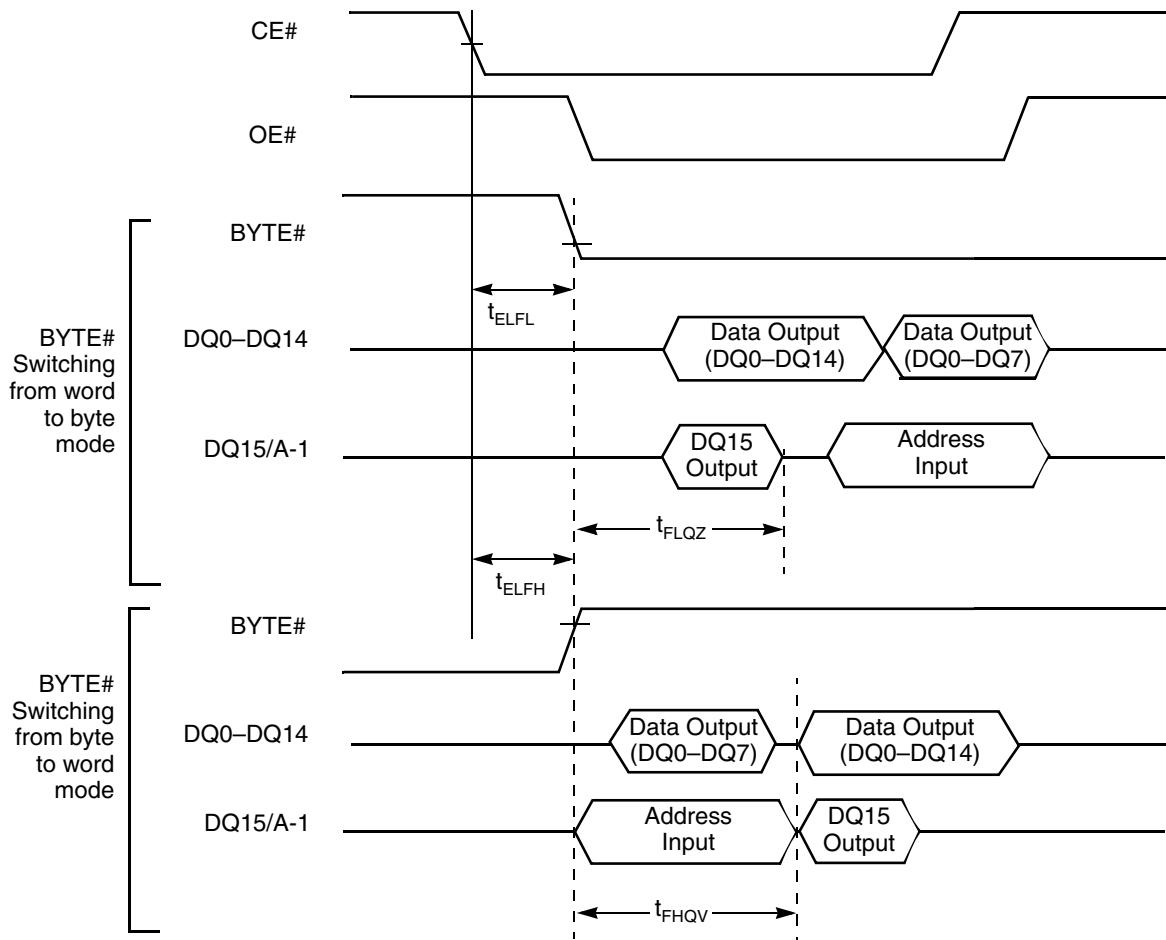 CE#
OE#
BYTE#
Switching
from word
to byte
mode
BYTE#
tELFL
DQ0–DQ14
Data Output
(DQ0–DQ14)
Data Output
(DQ0–DQ7)
DQ15/A-1
DQ15
Output
Address
Input
tFLQZ
tELFH
BYTE#
Switching
from byte
to word
mode
BYTE#
DQ0–DQ14
Data Output
(DQ0–DQ7)
Data Output
(DQ0–DQ14)
DQ15/A-1
Address
Input
DQ15
Output
tFHQV